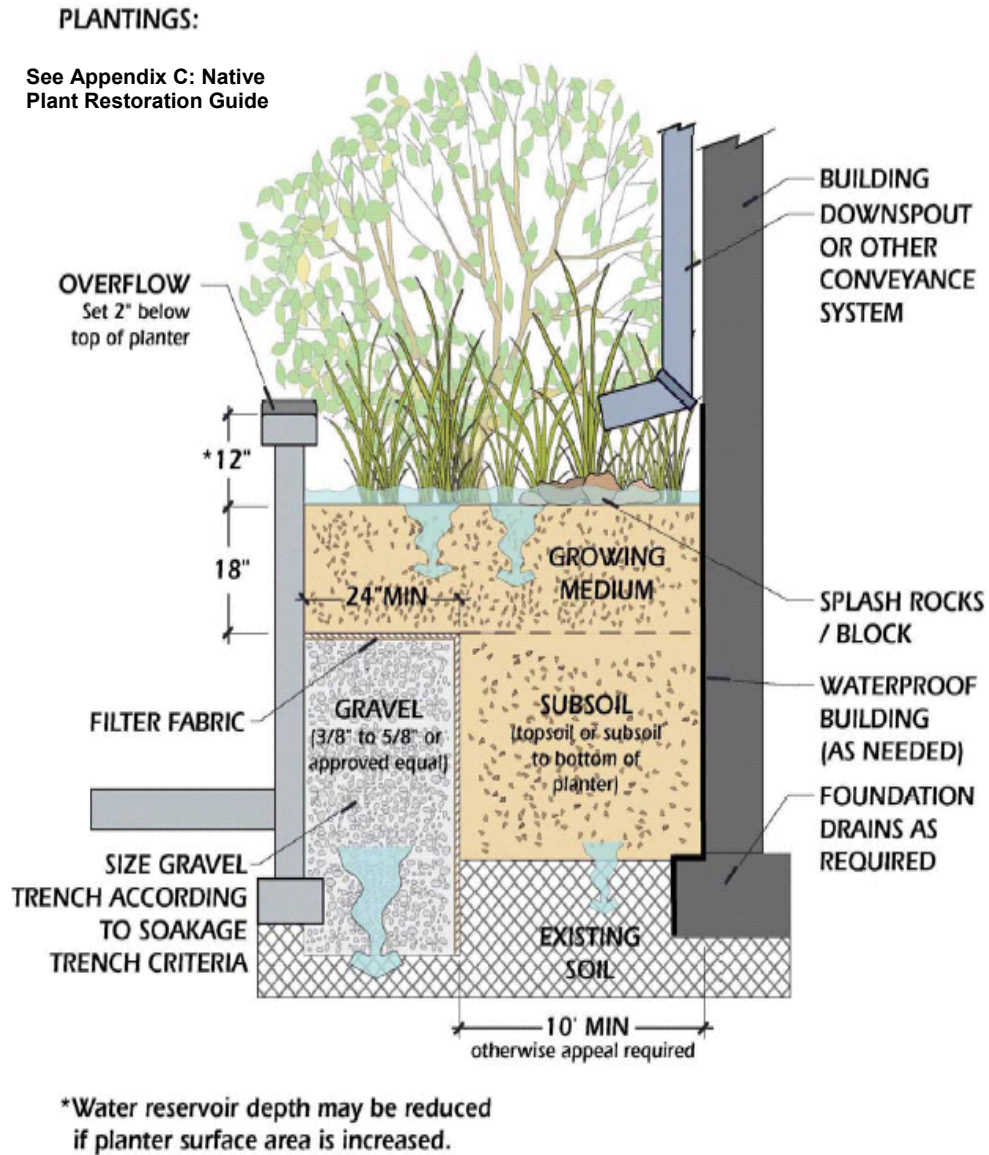 PLANTINGS:
See Appendix C: Native
Plant Restoration Guide
BUILDING
DOWNSPOUT
OR OTHER
CONVEYANCE
SYSTEM
OVERFLOW
Set 2" below
top of planter
*12"
18"
GROWING
MEDIUM
24"MIN
SPLASH ROCKS
/ BLOCK
FILTER FABRIC
GRAVEL
(3/8" to 5/8" or
approved equal)
SUBSOIL
(topsoil or subsoil
to bottom of
planter)
WATERPROOF
BUILDING
(AS NEEDED)
FOUNDATION
DRAINS AS
REQUIRED
SIZE GRAVEL
TRENCH ACCORDING
TO SOAKAGE
TRENCH CRITERIA
EXISTING
SOIL
10' MIN
otherwise appeal required
*Water reservoir depth may be reduced
if planter surface area is increased.